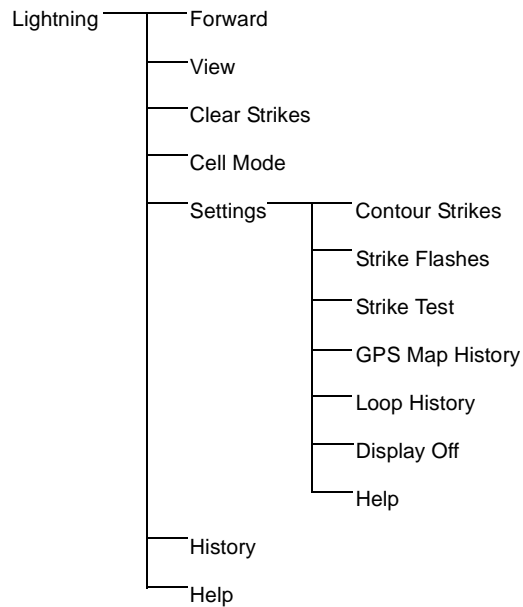 Lightning
Forward
View
Clear Strikes
Cell Mode
Settings
Contour Strikes
Strike Flashes
Strike Test
GPS Map History
Loop History
Display Off
Help
History
Help